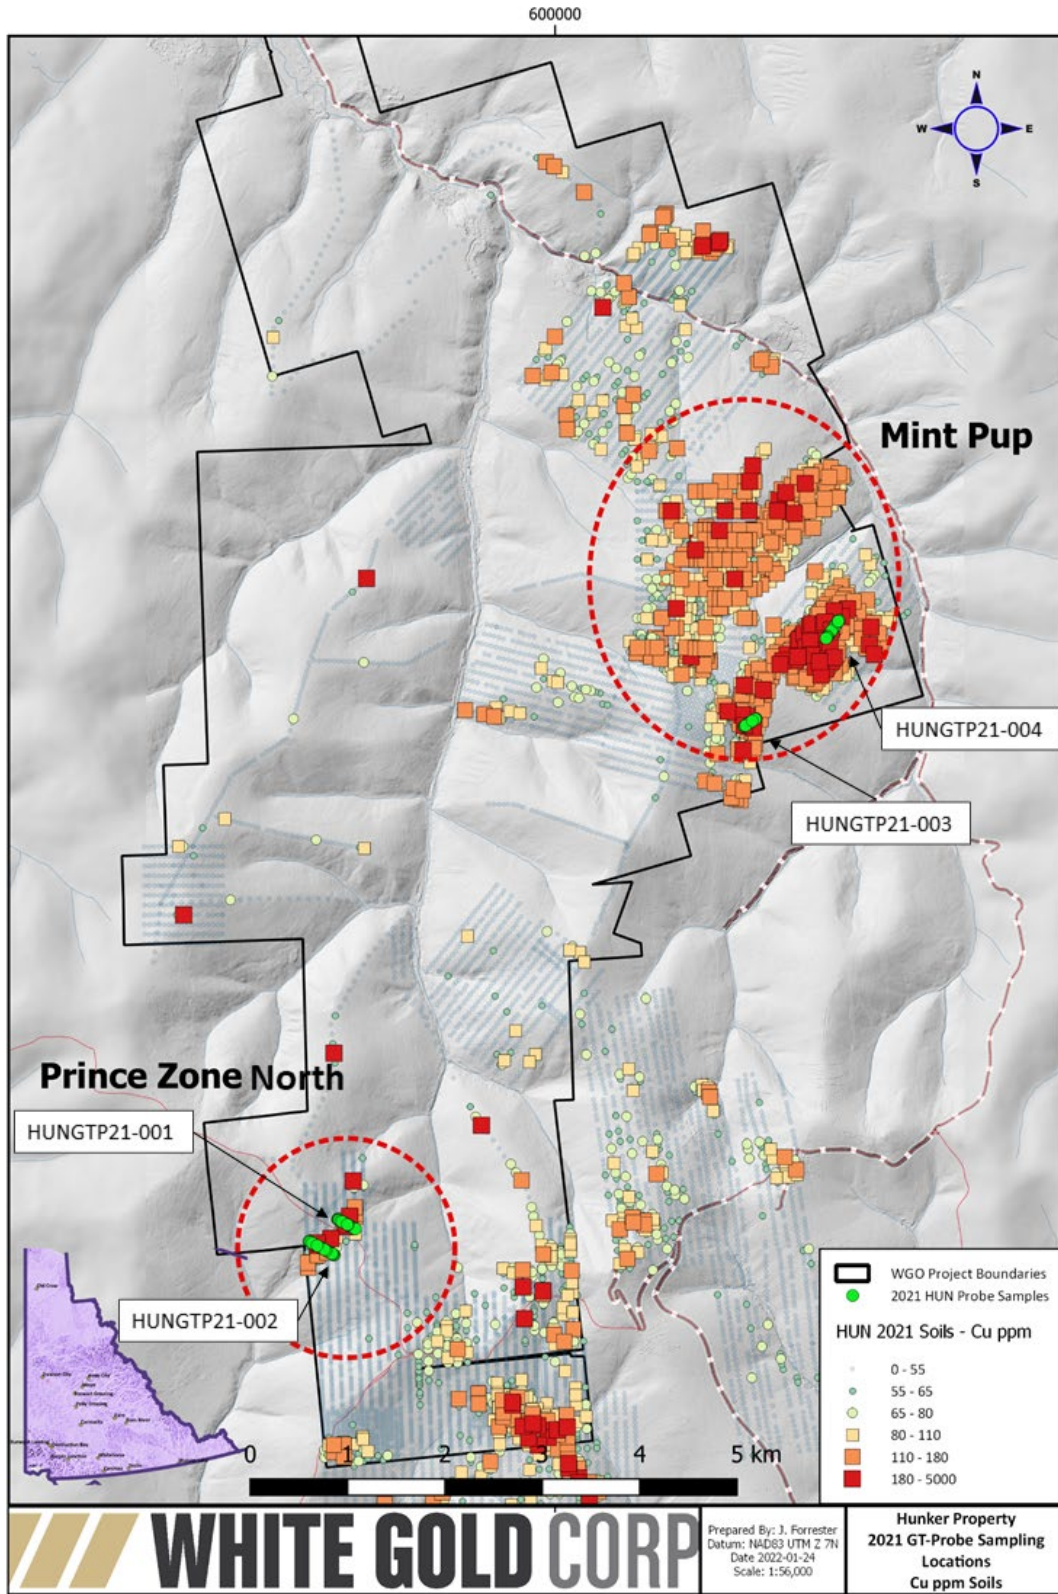 600000
N
W
E
S
Mint Pup
HUNGTP21-004
HUNGTP21-003
Prince Zone North
HUNGTP21-001
HUNGTP21-002
WGO Project Boundaries
2021 HUN Probe Samples
HUN 2021 Soils - Cu ppm
0 - 55
55 - 65
65 - 80
80 - 110
110 - 180
180 - 5000
0 1 2 3 4 5 km
WHITE GOLD CORP
Prepared By: J. Forrester
Datum: NAD83 UTM Z 7N
Date 2022-01-24
Scale: 1:56,000
Hunker Property
2021 GT-Probe Sampling
Locations
Cu ppm Soils